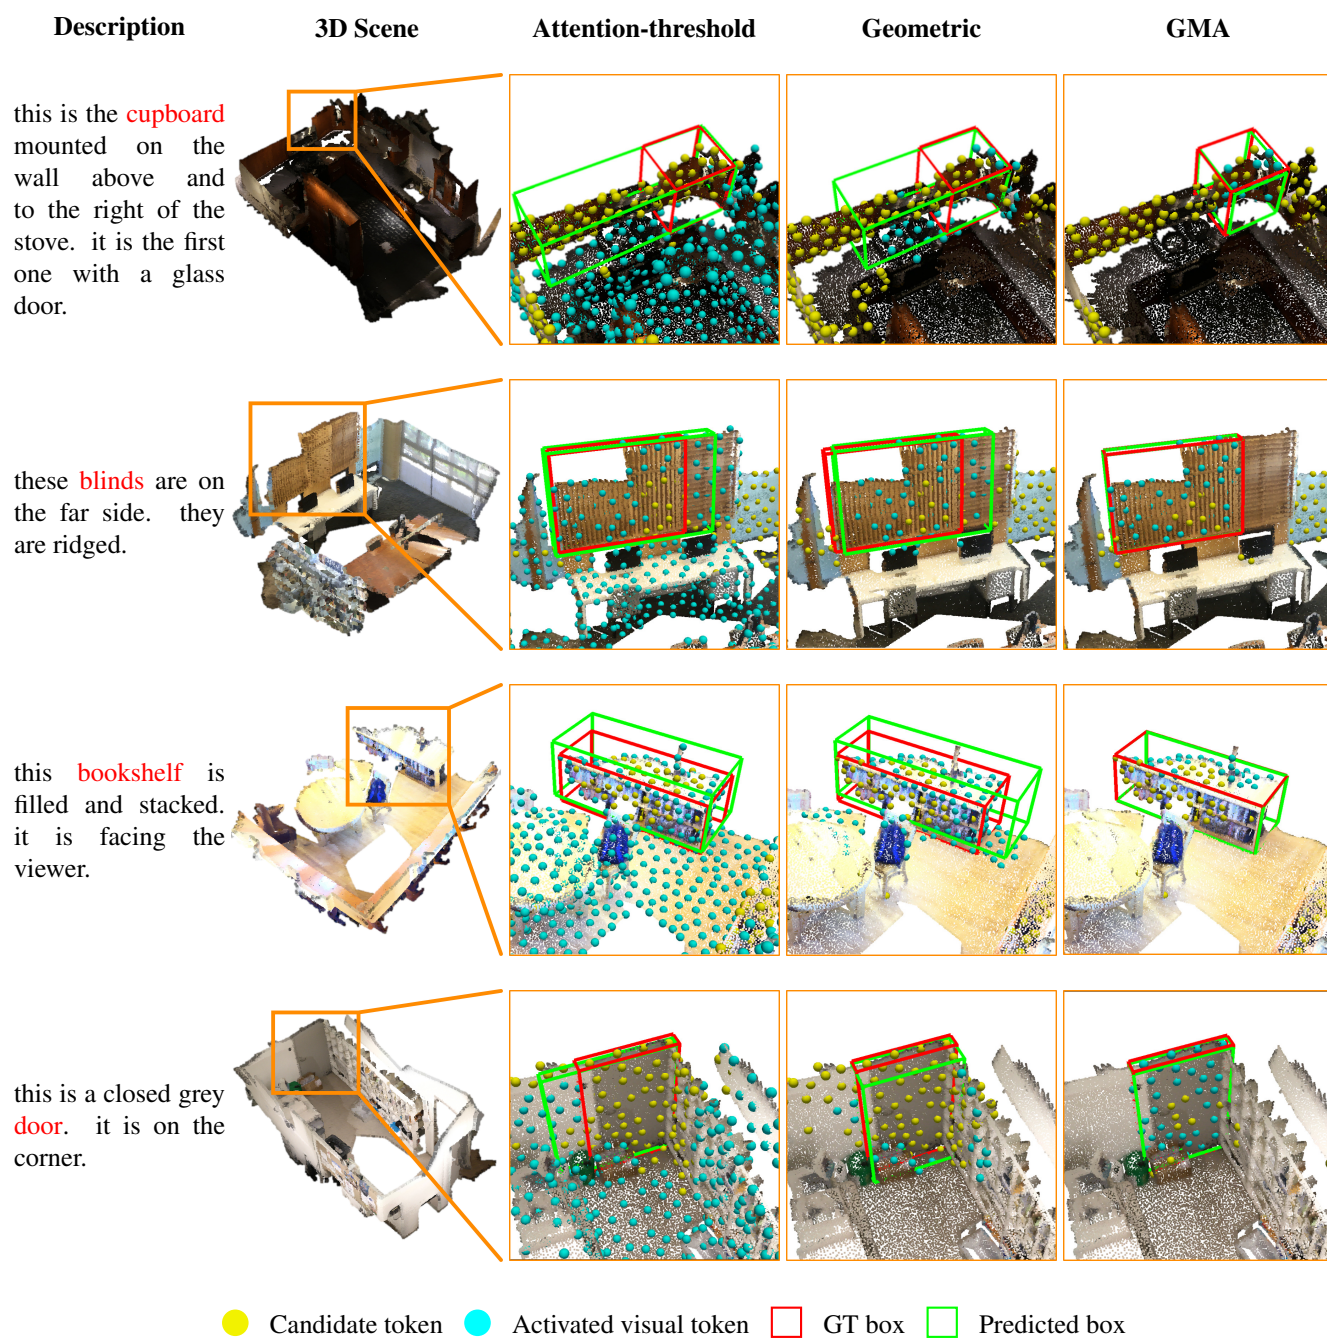 Description 3D Scene Attention-threshold Geometric GMA
this is the cupboard
mounted on the
wall above and
to the right of the
stove. it is the first
one with a glass
door.
these blinds are on
the far side. they
are ridged.
this bookshelf is
filled and stacked.
it is facing the
viewer.
this is a closed grey
door. it is on the
corner.
Candidate token Activated visual token GT box Predicted box